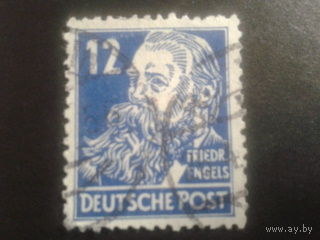 12
FRIEDR.
ENGELS
DEUTSCHE POST
www.ay.by